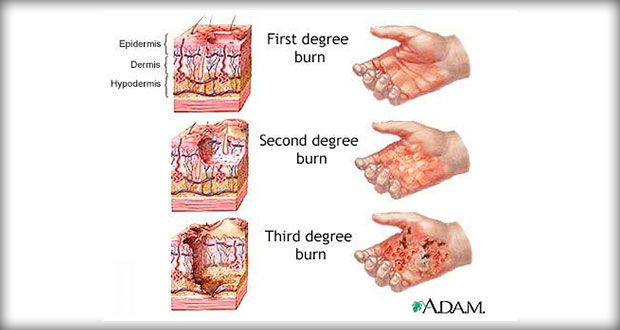 Epidermis
Dermis
Hypodermis
First degree
burn
Second degree
burn
Third degree
burn
A.D.A.M.